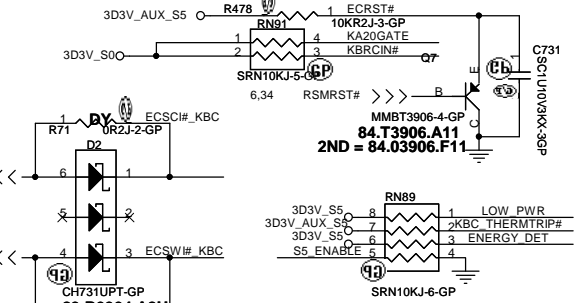 3D3V_AUX_S5
R478
1
ECRST#
10KR2J-3-GP
RN91
3D3V_S0
1
4
KA20GATE
2
3
KBRCIN#
SRN10KJ-5-GP
Q7
6,34
RSMRST#
B
E
C
MMBT3906-4-GP
84.T3906.A11
2ND = 84.03906.F11
1
C731
SC1U10V3KX-3GP
DY
1
R71
0R2J-2-GP
ECSCI#_KBC
D2
6
1
5
2
4
3
ECSWI#_KBC
CH731UPT-GP
RN89
3D3V_S5
8
1
LOW_PWR
3D3V_AUX_S5
7
2
KBC_THERMTRIP#
3D3V_S5
6
3
ENERGY_DET
S5_ENABLE
5
4
SRN10KJ-6-GP